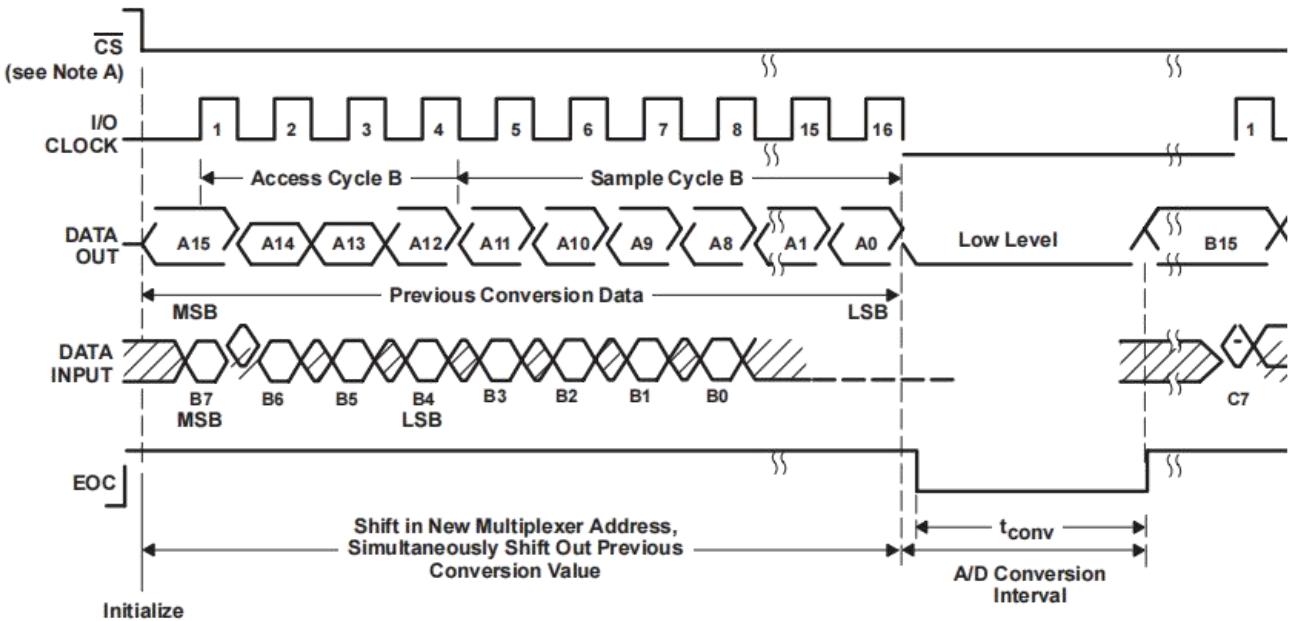 CS
(see Note A)
I/O
CLOCK
1 2 3 4 5 6 7 8 15 16 1
Access Cycle B Sample Cycle B
DATA
OUT
A15 A14 A13 A12 A11 A10 A9 A8 A1 A0 Low Level B15
Previous Conversion Data
MSB LSB
DATA
INPUT
B7 B6 B5 B4 B3 B2 B1 B0 C7
MSB LSB
EOC
Shift in New Multiplexer Address,
Simultaneously Shift Out Previous
Conversion Value
tconv
A/D Conversion
Interval
Initialize